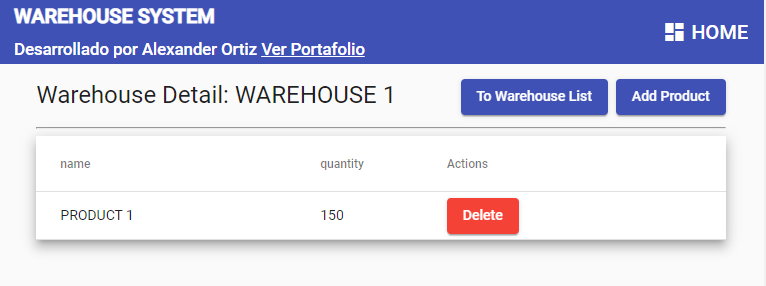 WAREHOUSE SYSTEM
Desarrollado por Alexander Ortiz Ver Portafolio
HOME
Warehouse Detail: WAREHOUSE 1
To Warehouse List
Add Product
name quantity Actions
PRODUCT 1 150 Delete